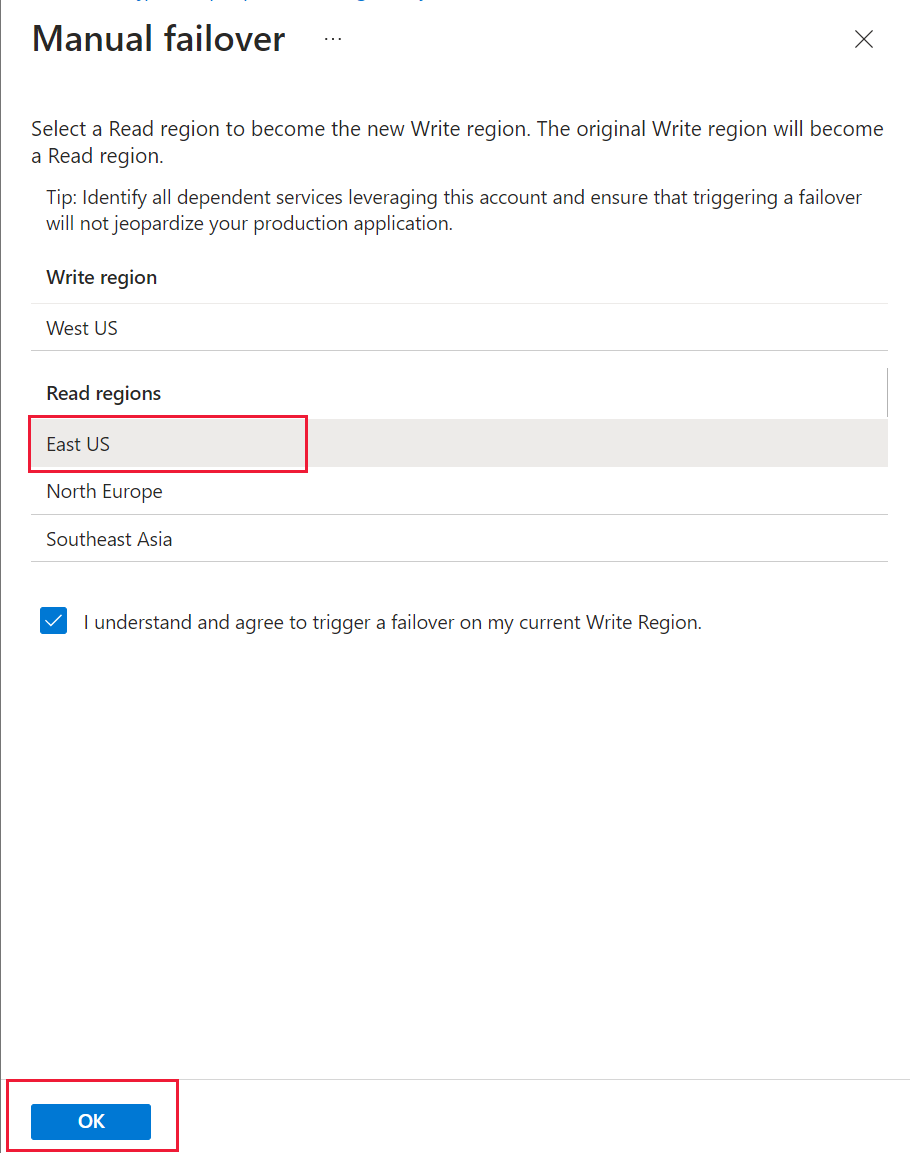 Manual failover ...
Select a Read region to become the new Write region. The original Write region will become
a Read region.
Tip: Identify all dependent services leveraging this account and ensure that triggering a failover
will not jeopardize your production application.
Write region
West US
Read regions
East US
North Europe
Southeast Asia
I understand and agree to trigger a failover on my current Write Region.
OK